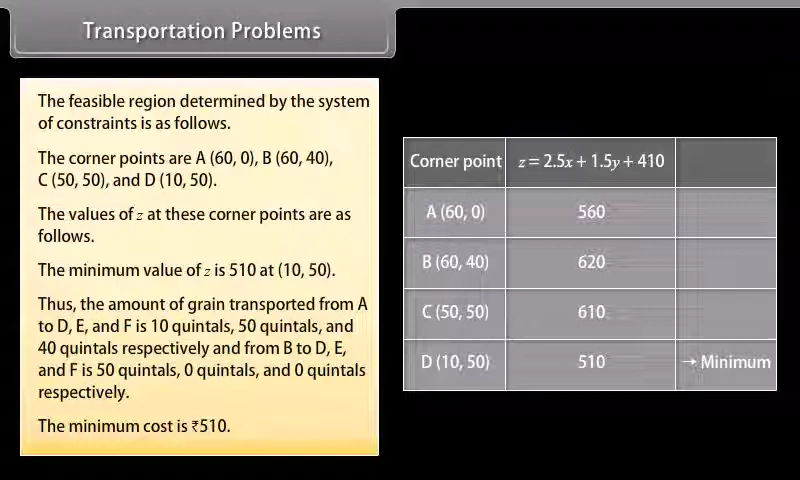 Transportation Problems
The feasible region determined by the system
of constraints is as follows.
The corner points are A (60, 0), B (60, 40),
C (50, 50), and D (10, 50).
The values of z at these corner points are as
follows.
The minimum value of z is 510 at (10, 50).
Thus, the amount of grain transported from A
to D, E, and F is 10 quintals, 50 quintals, and
40 quintals respectively and from B to D, E,
and F is 50 quintals, 0 quintals, and 0 quintals
respectively.
The minimum cost is ₹510.
Corner point z = 2.5x + 1.5y + 410
A (60, 0) 560
B (60, 40) 620
C (50, 50) 610
D (10, 50) 510 → Minimum